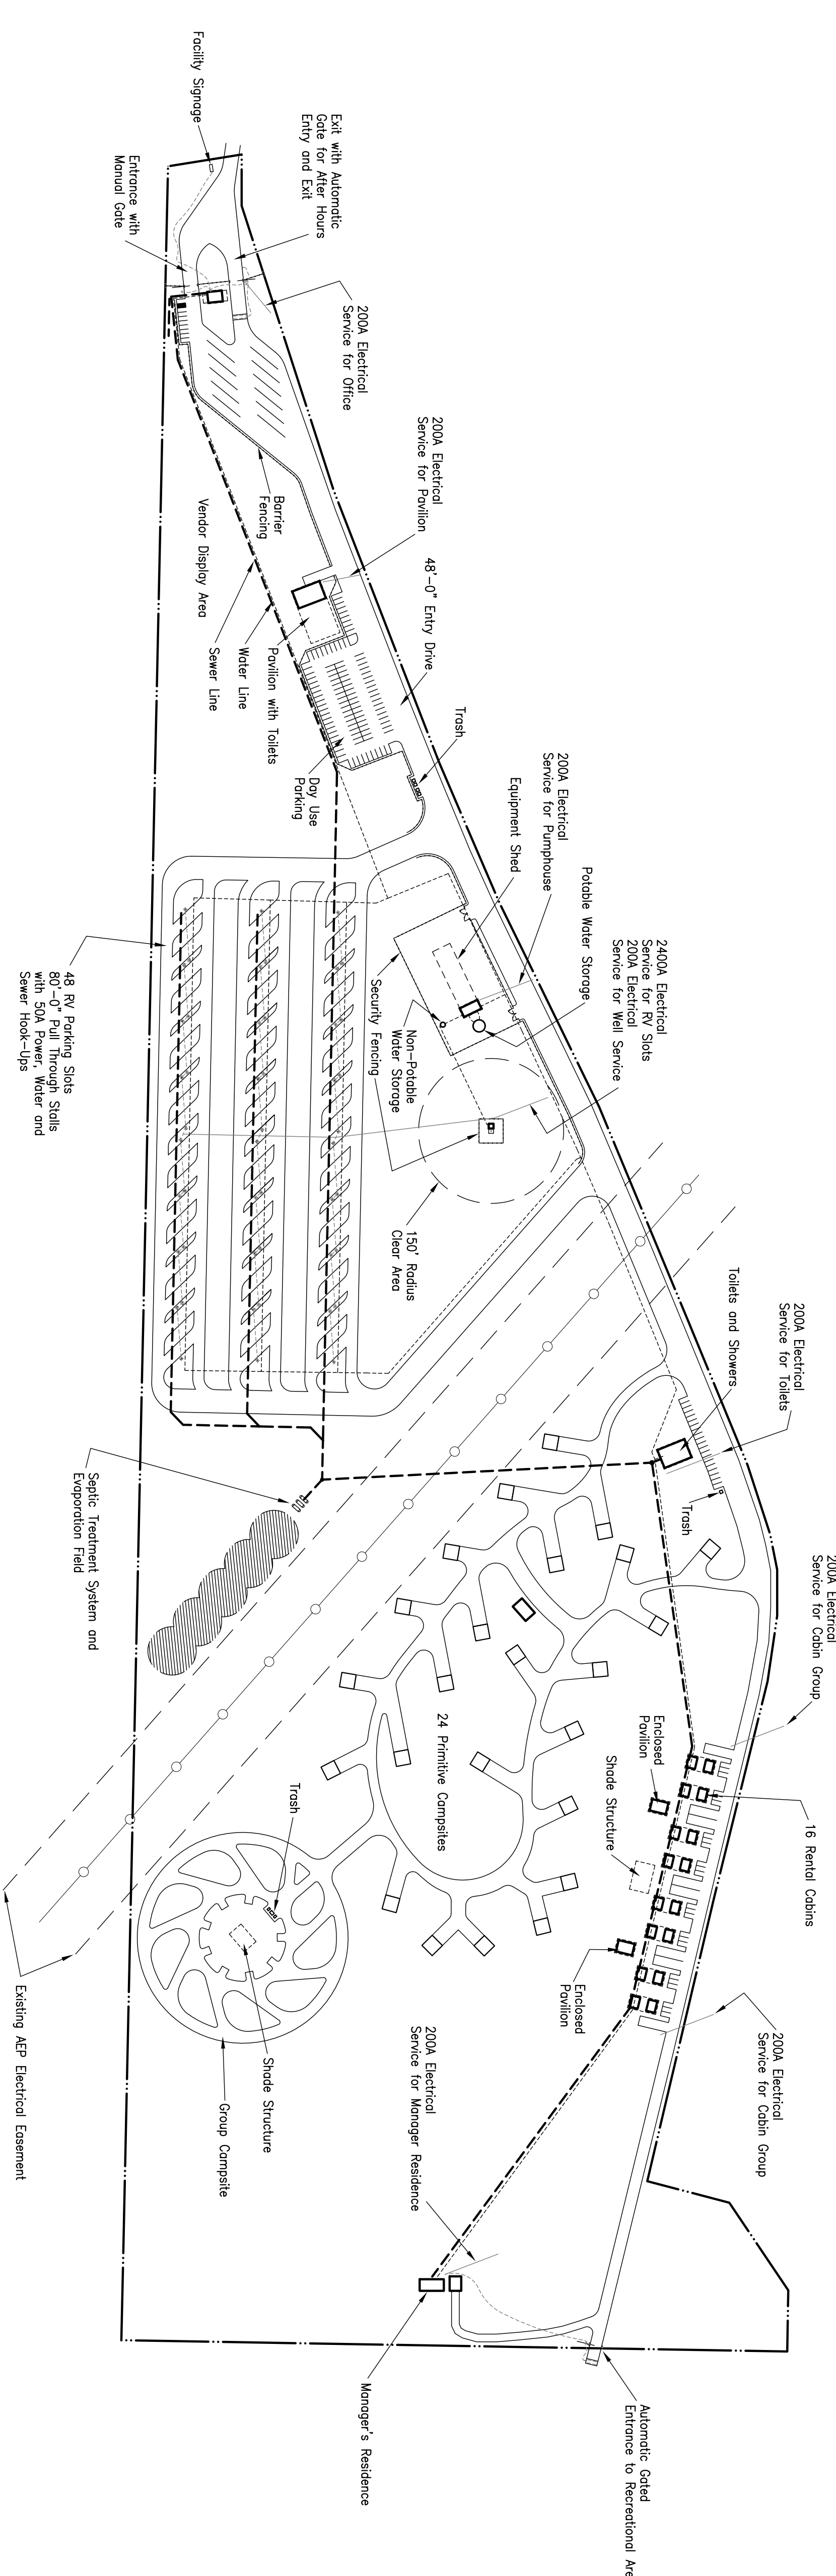 Facility Signage
Exit with Automatic
Gate for After Hours
Entry and Exit
Entrance with
Manual Gate
200A Electrical
Service for Office
200A Electrical
Service for Pavilion
Barrier
Fencing
Vendor Display Area
48'-0" Entry Drive
Pavilion with Toilets
Water Line
Sewer Line
Trash
Day Use
Parking
200A Electrical
Service for Pumphouse
Equipment Shed
Potable Water Storage
2400A Electrical
Service for RV Slots
200A Electrical
Service for Well Service
Security Fencing
Non-Potable
Water Storage
48 RV Parking Slots
80'-0" Pull Through Stalls
with 50A Power, Water and
Sewer Hook-Ups
150' Radius
Clear Area
Toilets and Showers
200A Electrical
Service for Toilets
Trash
Septic Treatment System and
Evaporation Field
200A Electrical
Service for Cabin Group
Enclosed
Pavilion
Shade Structure
24 Primitive Campsites
16 Rental Cabins
Trash
Enclosed
Pavilion
Existing AEP Electrical Easement
Shade Structure
Group Campsite
200A Electrical
Service for Manager Residence
200A Electrical
Service for Cabin Group
Manager's Residence
Automatic Gated
Entrance to Recreational Are